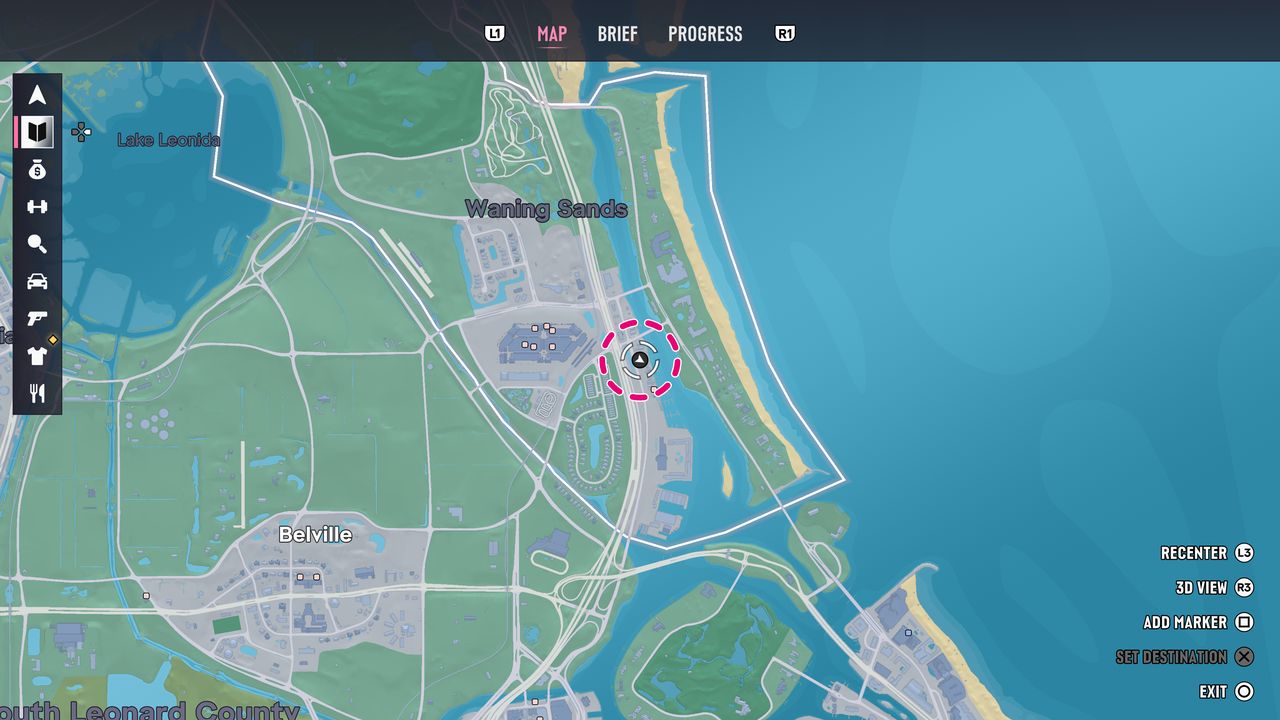 L1 MAP BRIEF PROGRESS R1
Lake Leonida
Waning Sands
Belville
outh Leonard County
RECENTER L3
3D VIEW R3
ADD MARKER
SET DESTINATION
EXIT